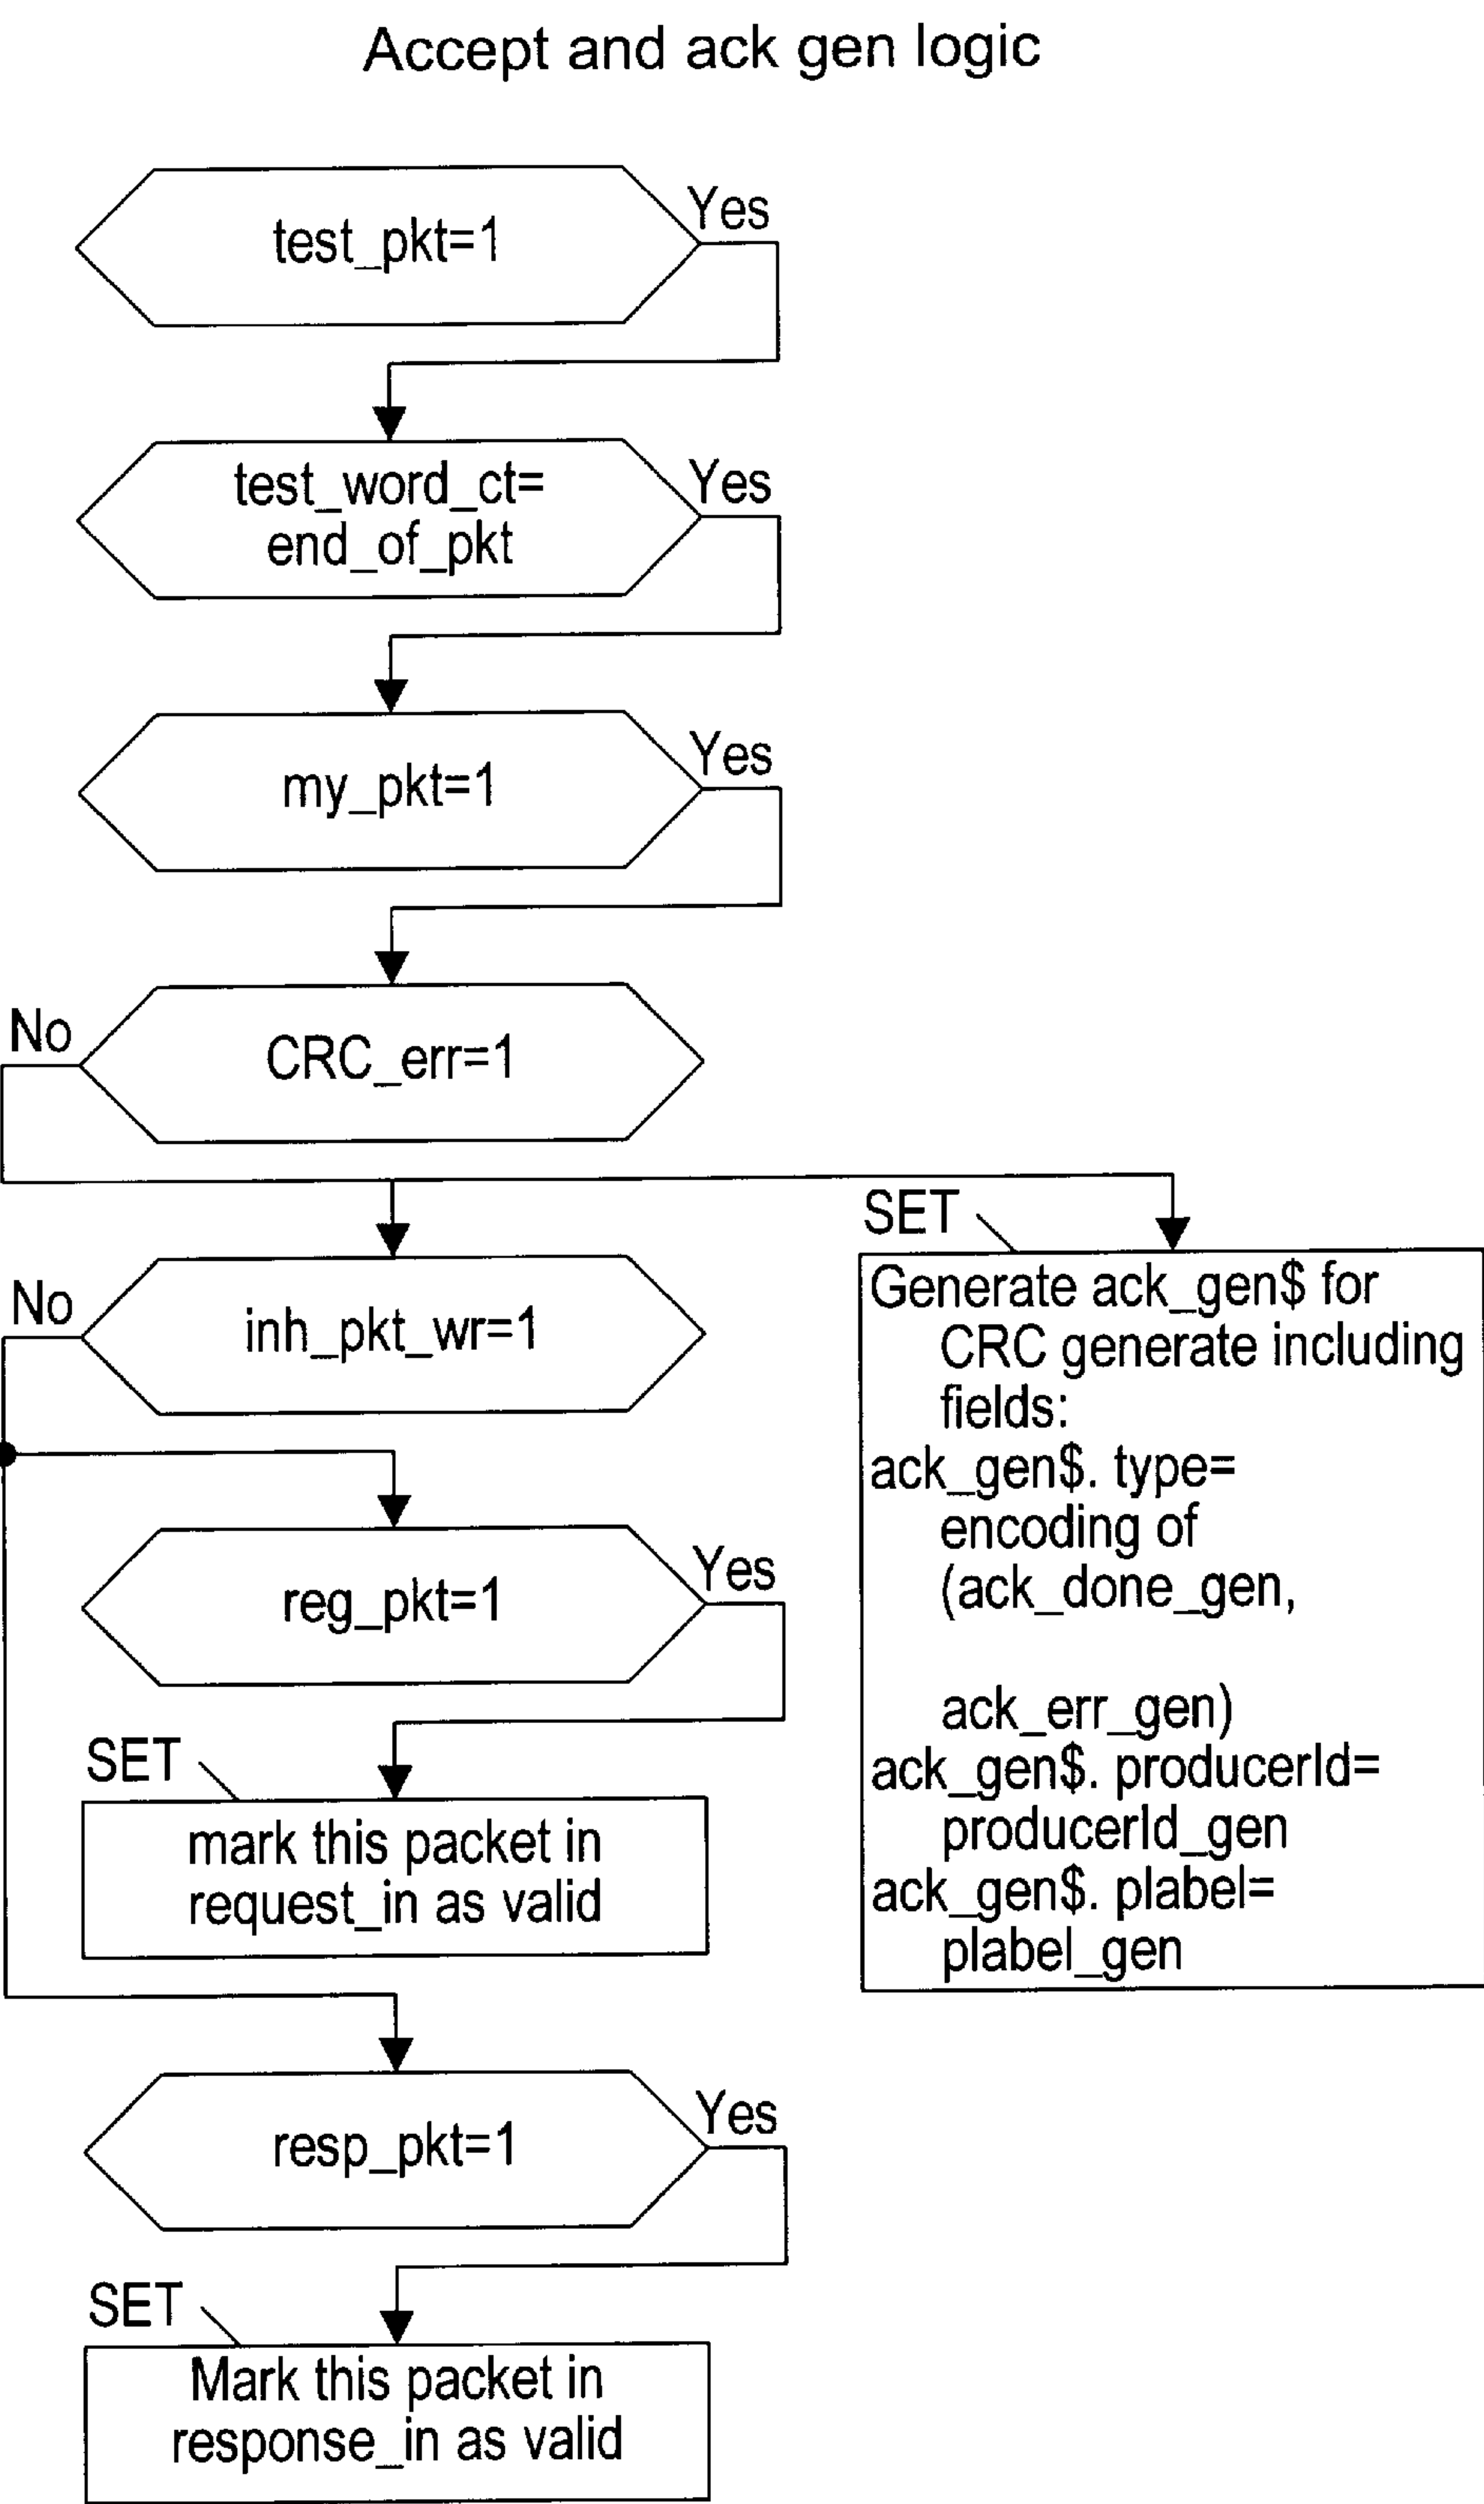 Accept and ack gen logic
test_pkt=1
Yes
test_word_ct=
end_of_pkt
Yes
my_pkt=1
Yes
CRC_err=1
No
inh_pkt_wr=1
No
reg_pkt=1
Yes
SET
mark this packet in
request_in as valid
resp_pkt=1
Yes
SET
Mark this packet in
response_in as valid
SET
Generate ack_gen$ for
CRC generate including
fields:
ack_gen$. type=
encoding of
(ack_done_gen,
ack_err_gen)
ack_gen$. producerId=
producerId_gen
ack_gen$. plabel=
plabel_gen